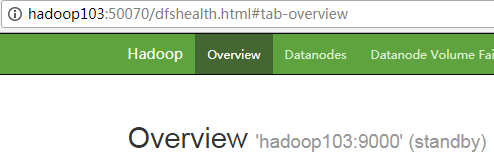 hadoop103:50070/dfshealth.html#tab-overview
Hadoop Overview Datanodes Datanode Volume Fai
Overview 'hadoop103:9000' (standby)